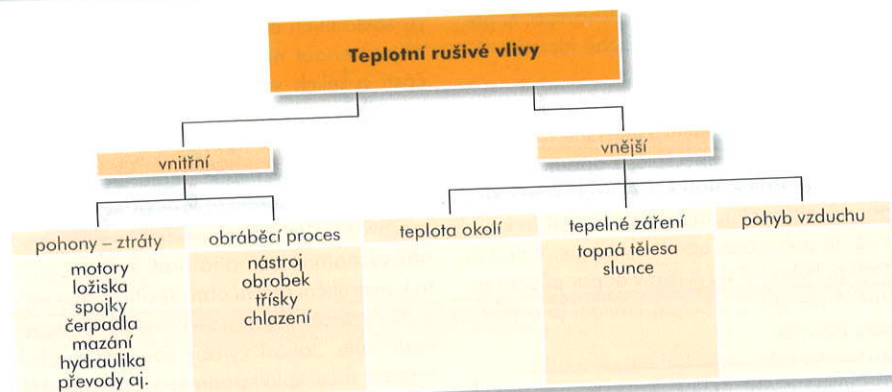 Teplotní rušivé vlivy
vnitřní
vnější
pohony – ztráty
motory
ložiska
spojky
čerpadla
mazání
hydraulika
převody aj.
obráběcí proces
nástroj
obrobek
třísky
chlazení
teplota okolí
tepelné záření
topná tělesa
slunce
pohyb vzduchu